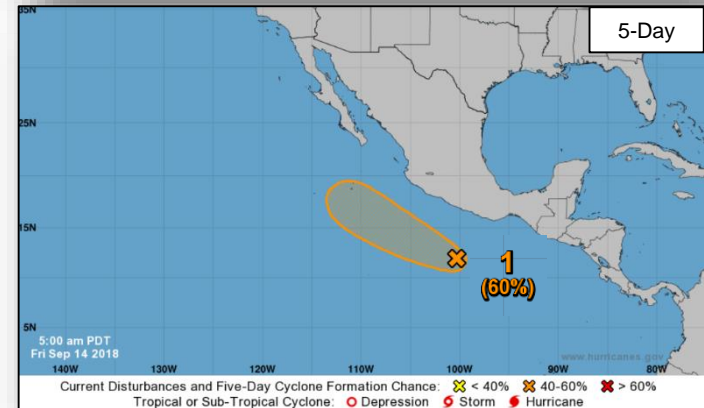 35N
5-Day
25N
15N
1
(60%)
5N
5:00 am PDT
Fri Sep 14 2018
www.hurricanes.gov
140W 130W 120W 110W 100W 90W 80W
Current Disturbances and Five-Day Cyclone Formation Chance: < 40% 40-60% > 60%
Tropical or Sub-Tropical Cyclone: Depression Storm Hurricane